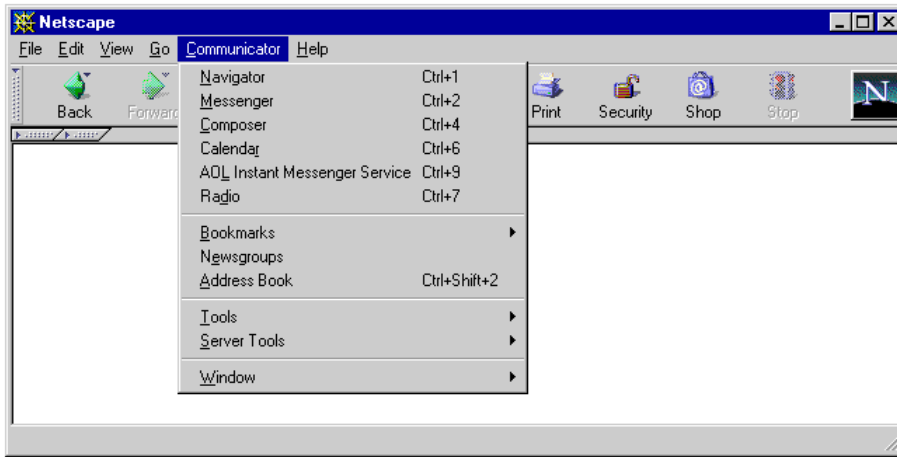 Netscape
File Edit View Go Communicator Help
Navigator Ctrl+1
Messenger Ctrl+2
Composer Ctrl+4
Calendar Ctrl+6
AOL Instant Messenger Service Ctrl+9
Radio Ctrl+7
Bookmarks
Newsgroups
Address Book Ctrl+Shift+2
Tools
Server Tools
Window
Back Forward Print Security Shop Stop
N